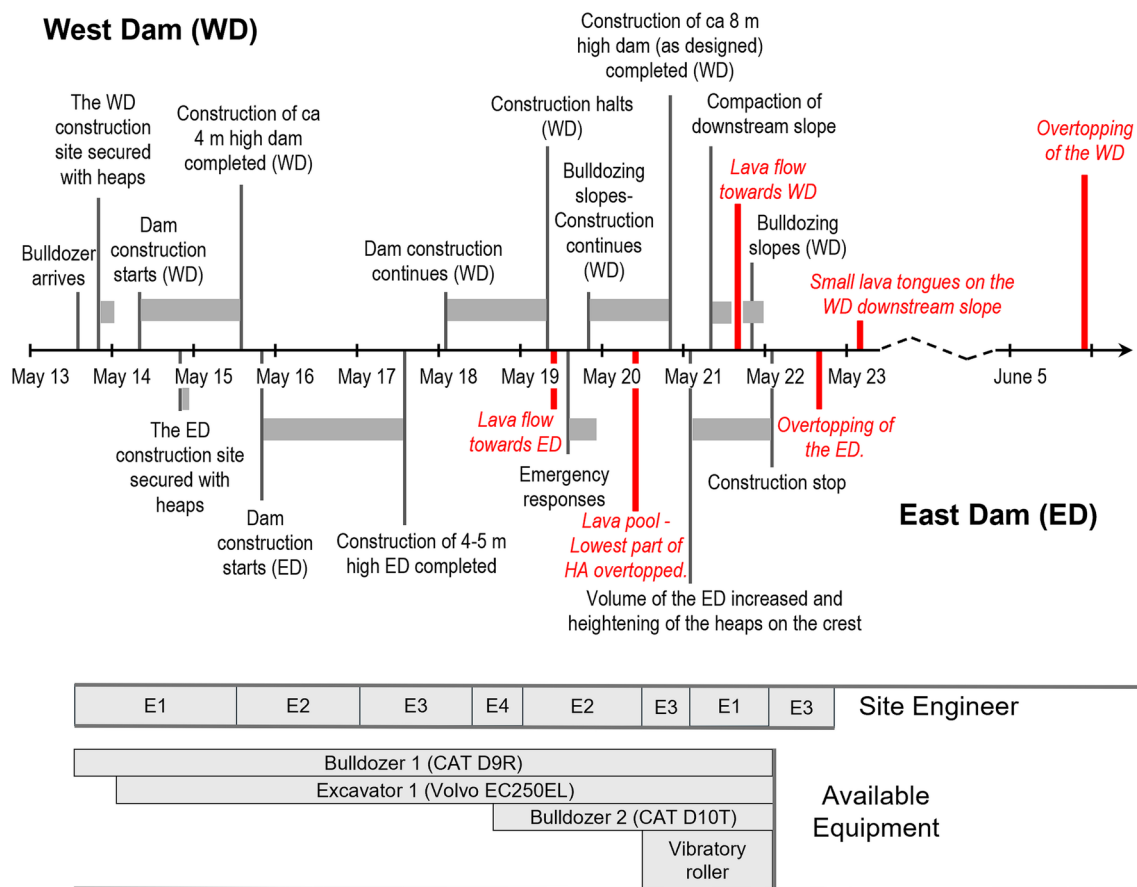 West Dam (WD)
Bulldozer
arrives
The WD
construction
site secured
with heaps
Dam
construction
starts (WD)
Construction of ca
4 m high dam
completed (WD)
Dam construction
continues (WD)
Construction halts
(WD)
Bulldozing
slopes-
Construction
continues
(WD)
Construction of ca 8 m
high dam (as designed)
completed (WD)
Compaction of
downstream slope
Lava flow
towards WD
Bulldozing
slopes (WD)
Small lava tongues on the
WD downstream slope
Overtopping
of the WD
May 13
May 14
May 15
May 16
May 17
May 18
May 19
May 20
May 21
May 22
May 23
June 5
The ED
construction site
secured with
heaps
Dam
construction
starts (ED)
Construction of 4-5 m
high ED completed
Lava flow
towards ED
Emergency
responses
Lava pool -
Lowest part of
HA overtopped.
Volume of the ED increased and
heightening of the heaps on the crest
Construction stop
Overtopping of
the ED.
East Dam (ED)
E1
E2
E3
E4
E2
E3
E1
E3
Site Engineer
Bulldozer 1 (CAT D9R)
Excavator 1 (Volvo EC250EL)
Bulldozer 2 (CAT D10T)
Vibratory
roller
Available
Equipment